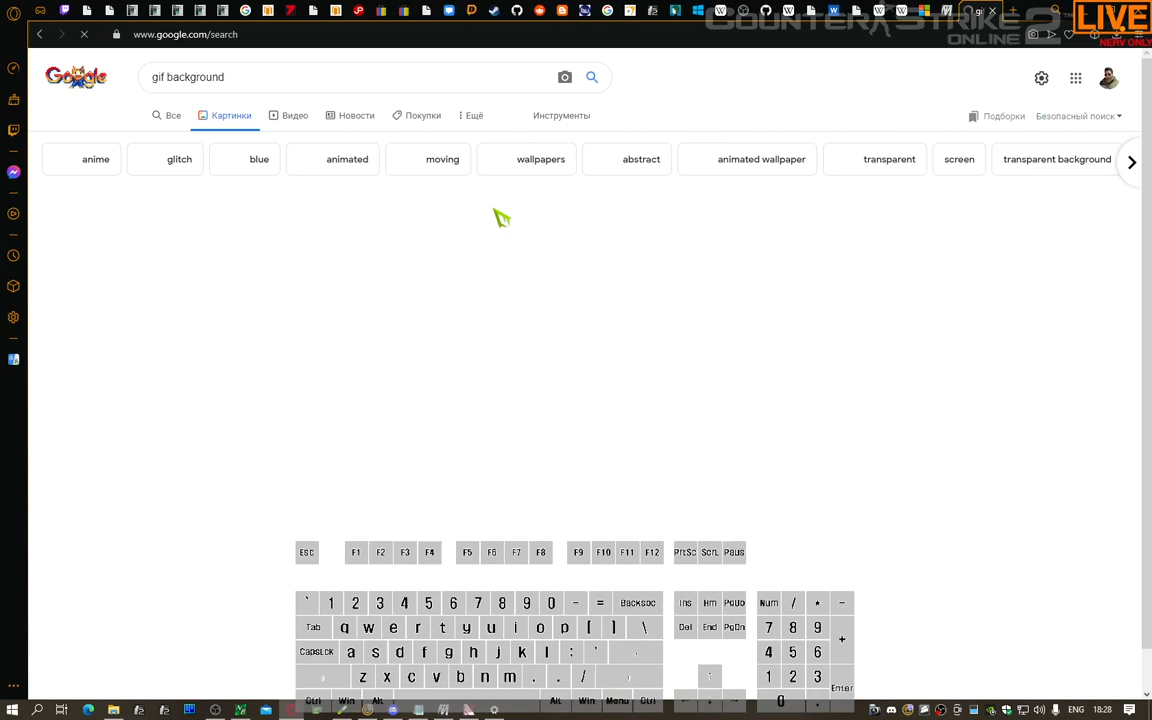 COUNTER STRIKE
ONLINE 2
LIVE
NERV ONLY
www.google.com/search
Google
gif background
Все Картинки Видео Новости Покупки Ещё Инструменты Подборки Безопасный поиск
anime glitch blue animated moving wallpapers abstract animated wallpaper transparent screen transparent background
Esc F1 F2 F3 F4 F5 F6 F7 F8 F9 F10 F11 F12 PrtSc ScrL Paus
` 1 2 3 4 5 6 7 8 9 0 - = Backspc Ins Hm PgUp Num / * -
Tab q w e r t y u i o p [ ] \ Del End PgDn 7 8 9 +
CapsLck a s d f g h j k l ; ' 4 5 6
z x c v b n m . . / 1 2 3 Enter
Ctrl Win Alt Alt Win Menu Ctrl 0 .
ENG 18:28